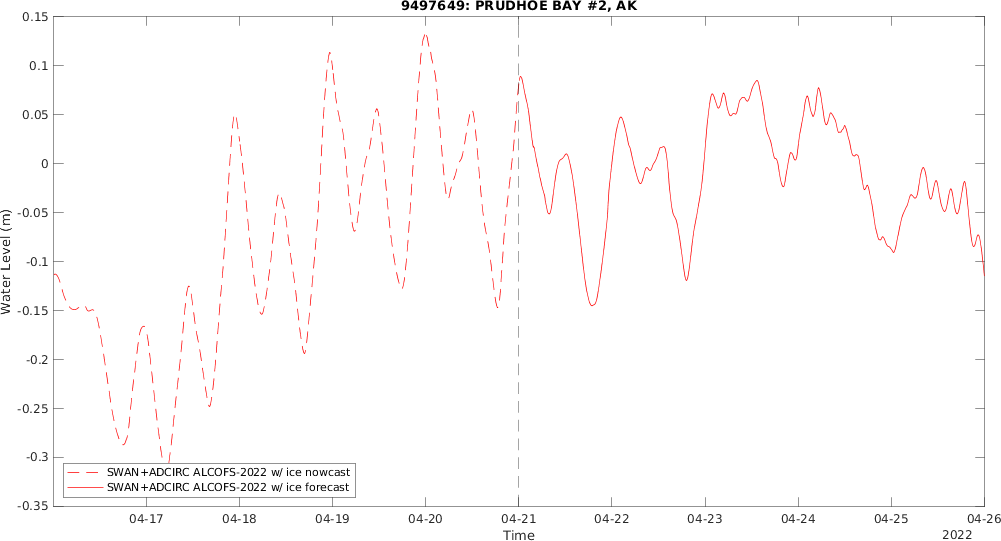 9497649: PRUDHOE BAY #2, AK
0.15
0.1
0.05
0
-0.05
-0.1
-0.15
-0.2
-0.25
-0.3
-0.35
Water Level (m)
SWAN+ADCIRC ALCOFS-2022 w/ ice nowcast
SWAN+ADCIRC ALCOFS-2022 w/ ice forecast
04-17 04-18 04-19 04-20 04-21 04-22 04-23 04-24 04-25 04-26
Time
2022